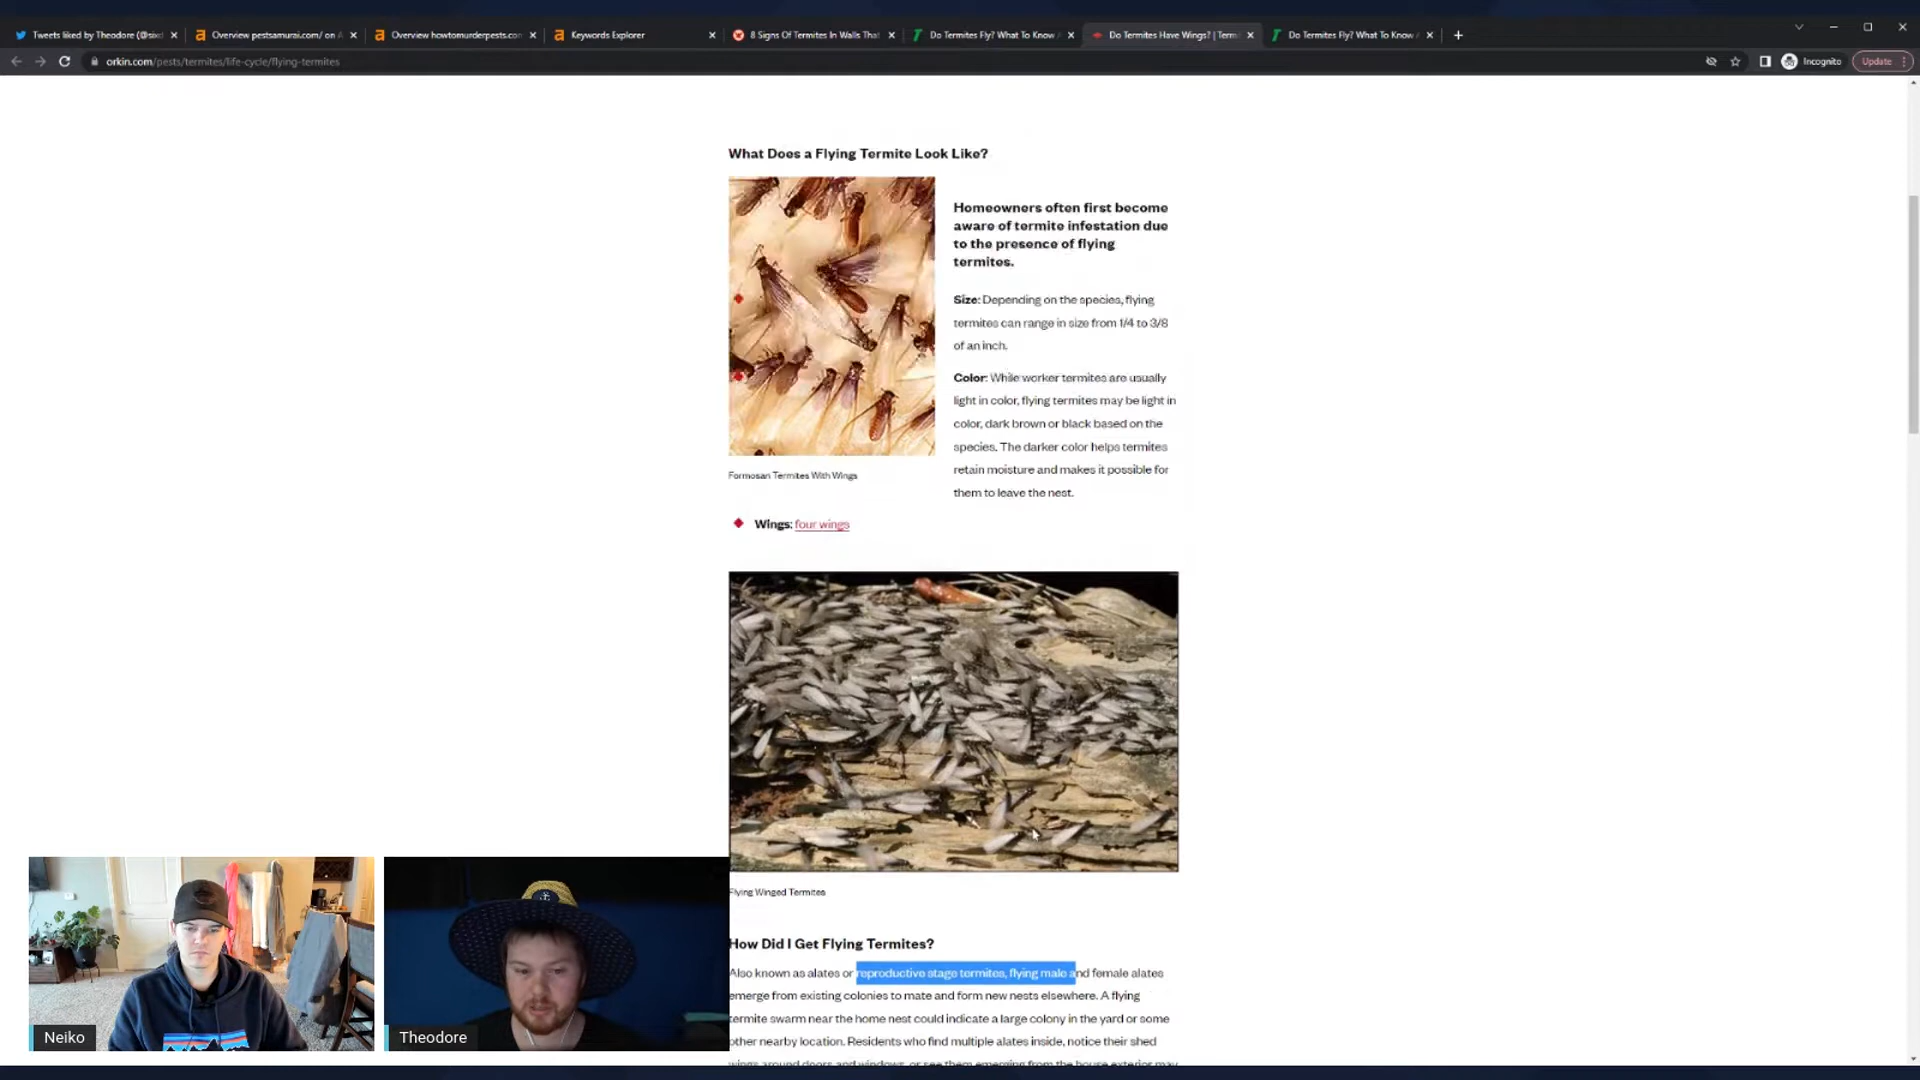 Tweets liked by Theodore (@sixd
Overview pestsamurai.com/ on A
Overview howtomurderpests.com
Keywords Explorer
8 Signs Of Termites In Walls That
Do Termites Fly? What To Know A
Do Termites Have Wings? | Term
Do Termites Fly? What To Know A
orkin.com/pests/termites/life-cycle/flying-termites
Incognito
Update
What Does a Flying Termite Look Like?
Homeowners often first become
aware of termite infestation due
to the presence of flying
termites.
Size: Depending on the species, flying
termites can range in size from 1/4 to 3/8
of an inch.
Color: While worker termites are usually
light in color, flying termites may be light in
color, dark brown or black based on the
species. The darker color helps termites
retain moisture and makes it possible for
them to leave the nest.
Formosan Termites With Wings
Wings: four wings
Flying Winged Termites
How Did I Get Flying Termites?
Also known as alates or reproductive stage termites, flying male and female alates
emerge from existing colonies to mate and form new nests elsewhere. A flying
termite swarm near the home nest could indicate a large colony in the yard or some
other nearby location. Residents who find multiple alates inside, notice their shed
wings around doors and windows, or see them emerging from the house exterior may
Neiko
Theodore